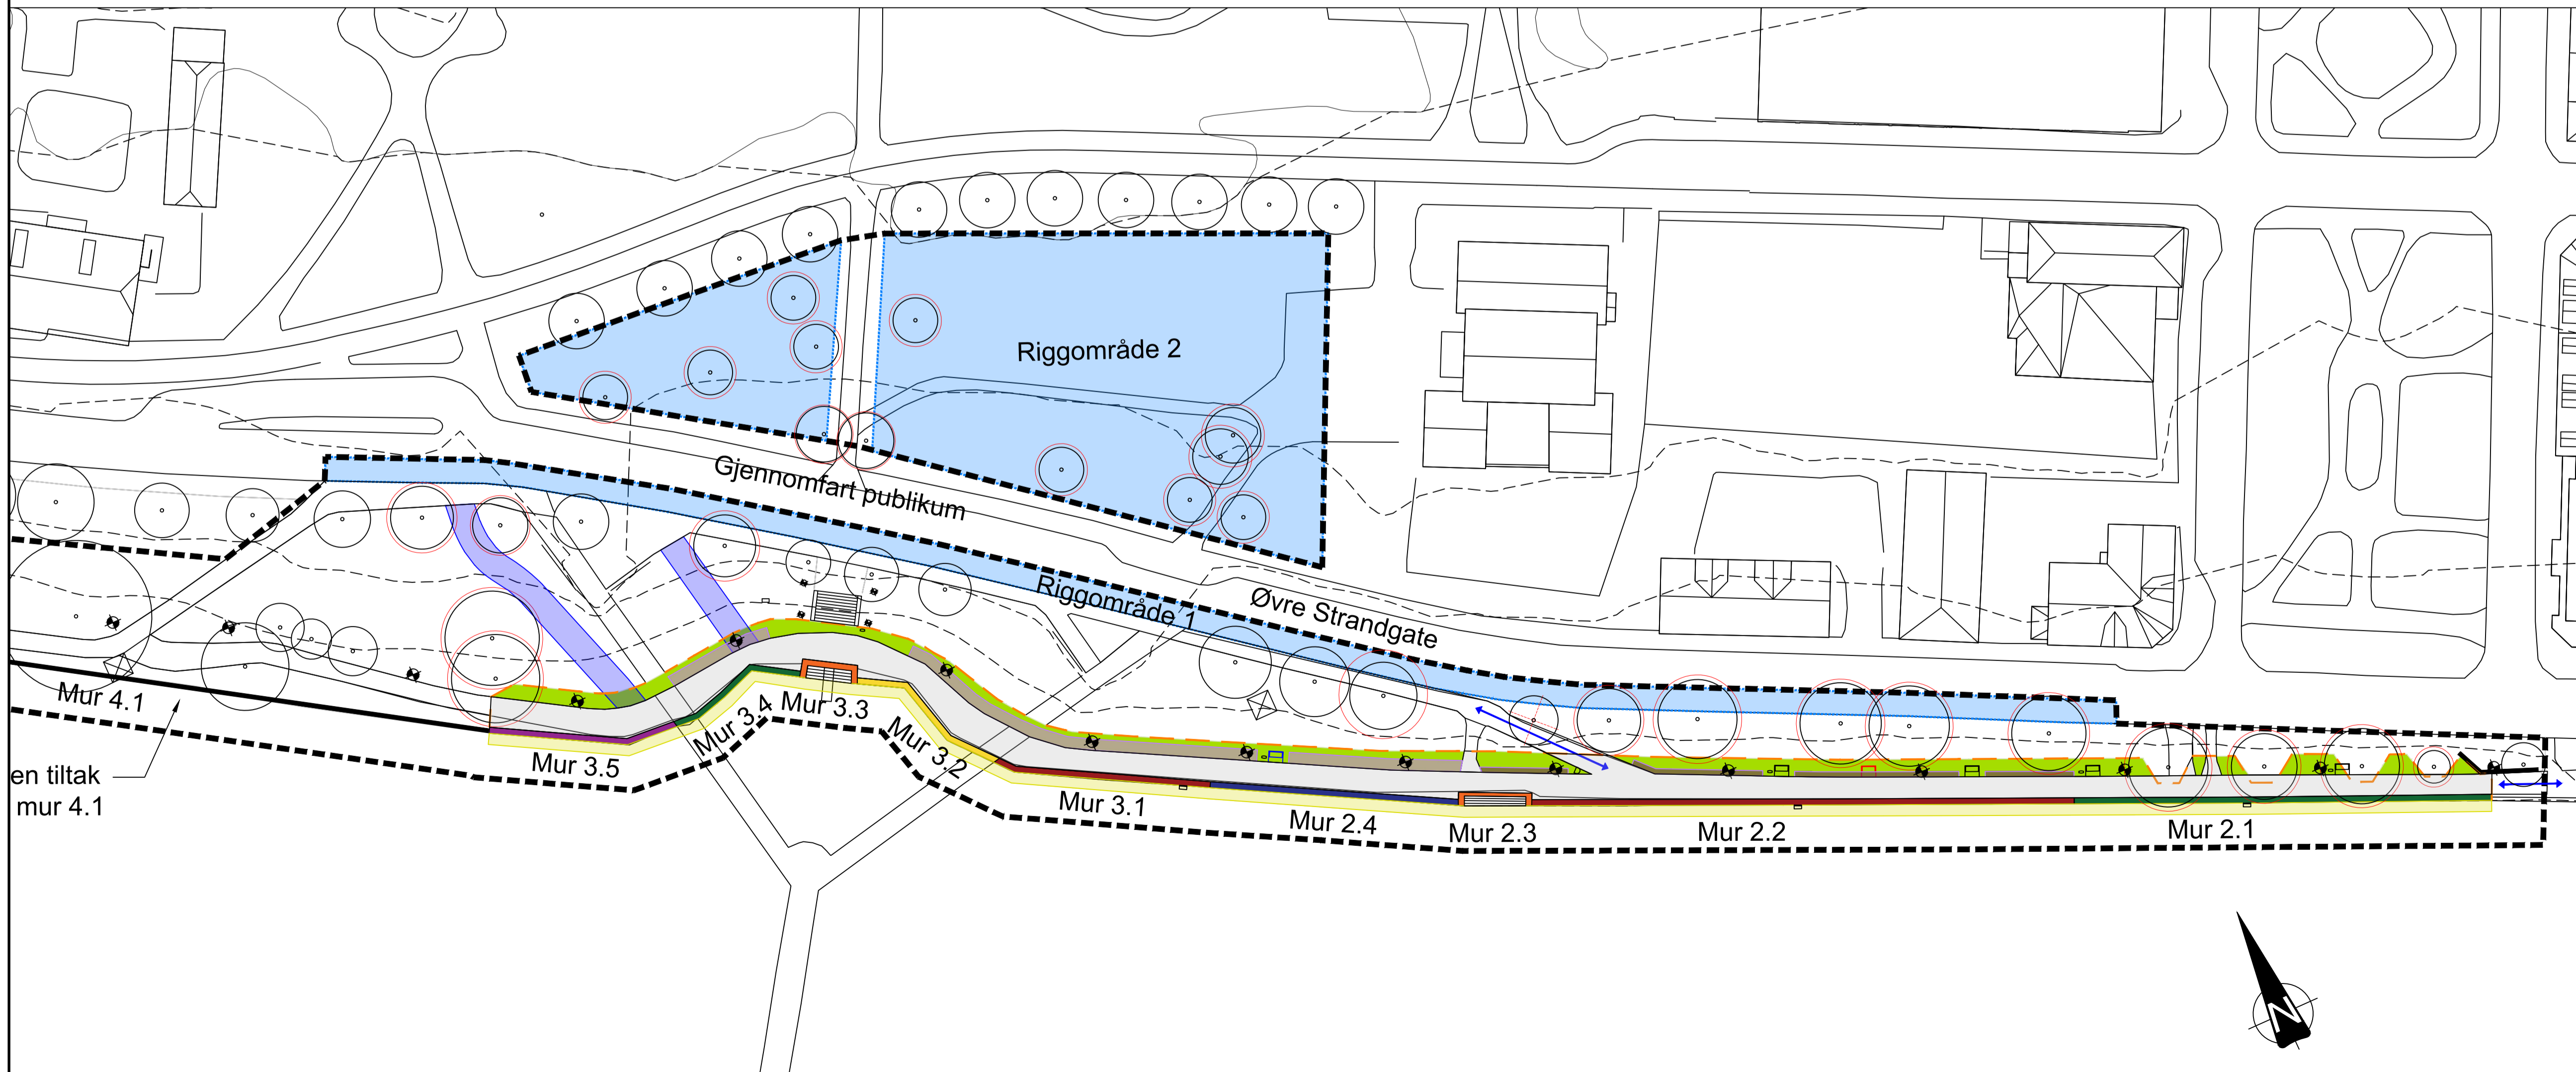 Riggområde 2
Gjennomfart publikum
Riggområde 1
Øvre Strandgate
Mur 4.1
Mur 3.5
Mur 3.4
Mur 3.3
Mur 3.2
Mur 3.1
Mur 2.4
Mur 2.3
Mur 2.2
Mur 2.1
en tiltak
mur 4.1
N